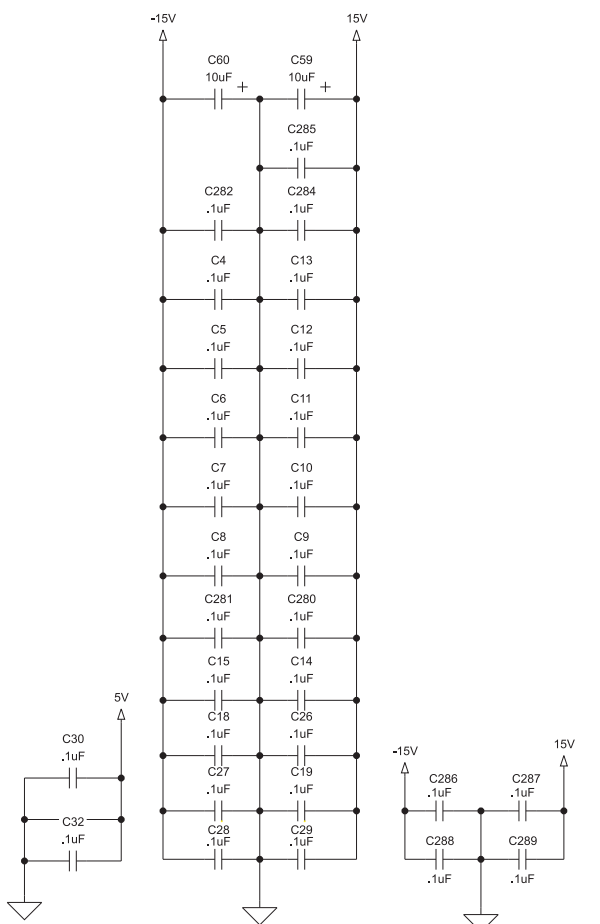 -15V 15V
C60 C59
10uF + 10uF +
C285
.1uF
C282 C284
.1uF .1uF
C4 C13
.1uF .1uF
C5 C12
.1uF .1uF
C6 C11
.1uF .1uF
C7 C10
.1uF .1uF
C8 C9
.1uF .1uF
C281 C280
.1uF .1uF
C15 C14
.1uF .1uF
C18 C26
.1uF .1uF
C27 C19
.1uF .1uF
C28 C29
.1uF .1uF
5V
C30
.1uF
C32
.1uF
-15V 15V
C286 C287
.1uF .1uF
C288 C289
.1uF .1uF